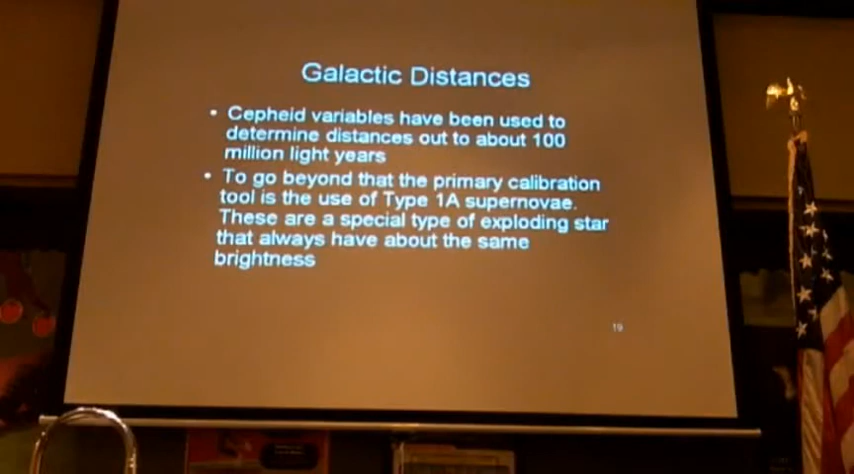 Galactic Distances
• Cepheid variables have been used to
determine distances out to about 100
million light years
• To go beyond that the primary calibration
tool is the use of Type 1A supernovae.
These are a special type of exploding star
that always have about the same
brightness
19